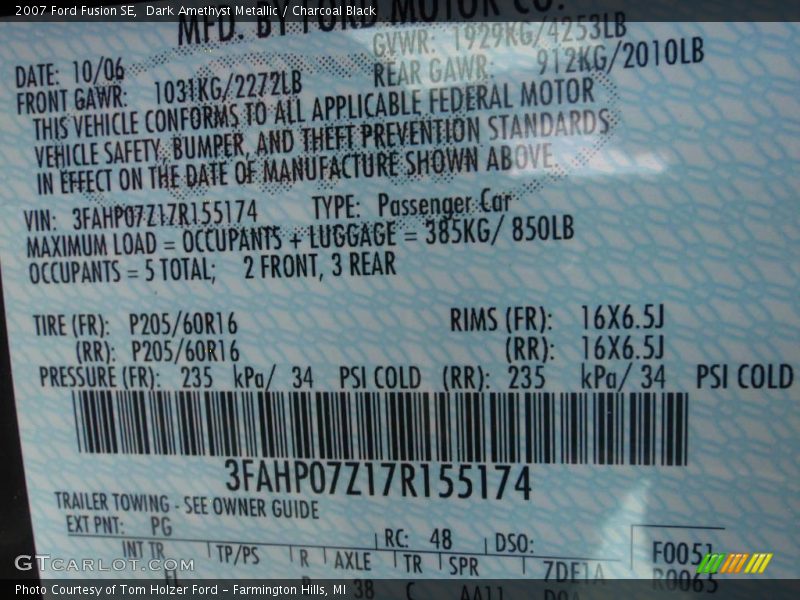 2007 Ford Fusion SE,  Dark Amethyst Metallic / Charcoal Black
MFD. BY FORD MOTOR CO.
GVWR: 1929KG/4253LB
DATE: 10/06
FRONT GAWR: 1031KG/2272LB REAR GAWR: 912KG/2010LB
THIS VEHICLE CONFORMS TO ALL APPLICABLE FEDERAL MOTOR
VEHICLE SAFETY, BUMPER, AND THEFT PREVENTION STANDARDS
IN EFFECT ON THE DATE OF MANUFACTURE SHOWN ABOVE.
VIN: 3FAHP07Z17R155174 TYPE: Passenger Car
MAXIMUM LOAD = OCCUPANTS + LUGGAGE = 385KG/ 850LB
OCCUPANTS = 5 TOTAL; 2 FRONT, 3 REAR
TIRE (FR): P205/60R16 RIMS (FR): 16X6.5J
(RR): P205/60R16 (RR): 16X6.5J
PRESSURE (FR): 235 kPa/ 34 PSI COLD (RR): 235 kPa/ 34 PSI COLD
3FAHP07Z17R155174
TRAILER TOWING - SEE OWNER GUIDE
EXT PNT: PG RC: 48 DSO:
INT TR TP/PS R AXLE TR SPR F0051
7DE1A R0065
38 C AA11
GTcarlot.com
Photo Courtesy of Tom Holzer Ford – Farmington Hills, MI